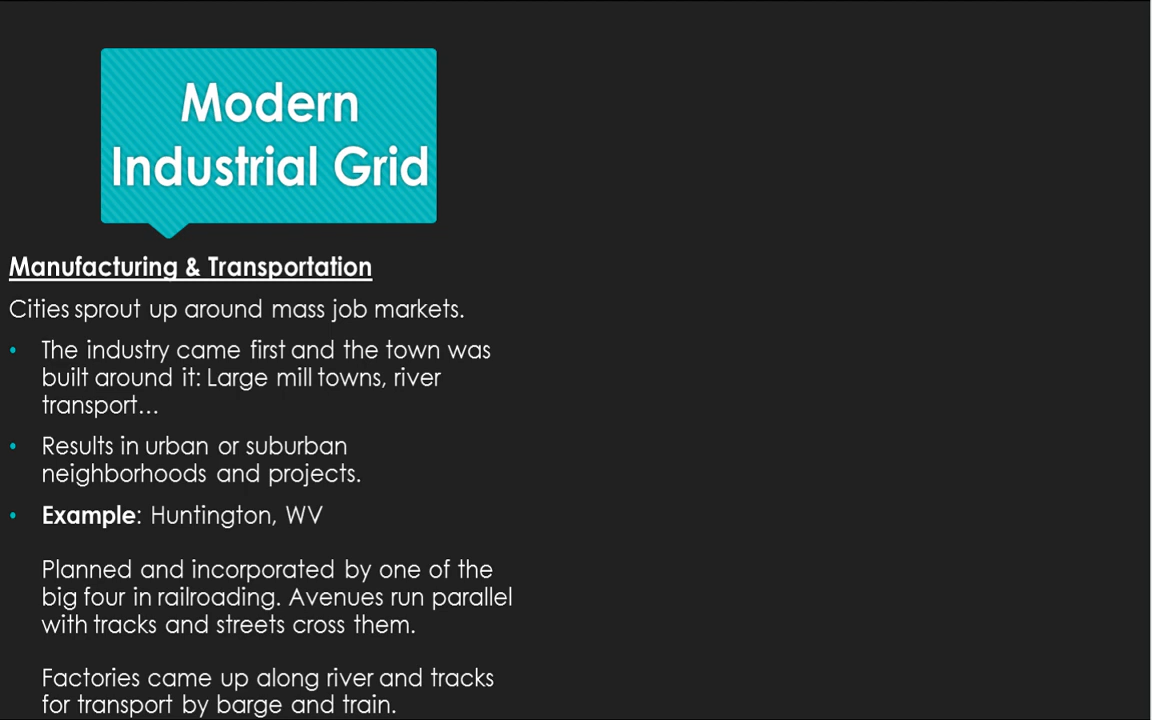 Modern
Industrial Grid
Manufacturing & Transportation
Cities sprout up around mass job markets.
• The industry came first and the town was
built around it: Large mill towns, river
transport…
• Results in urban or suburban
neighborhoods and projects.
• Example: Huntington, WV
Planned and incorporated by one of the
big four in railroading. Avenues run parallel
with tracks and streets cross them.
Factories came up along river and tracks
for transport by barge and train.